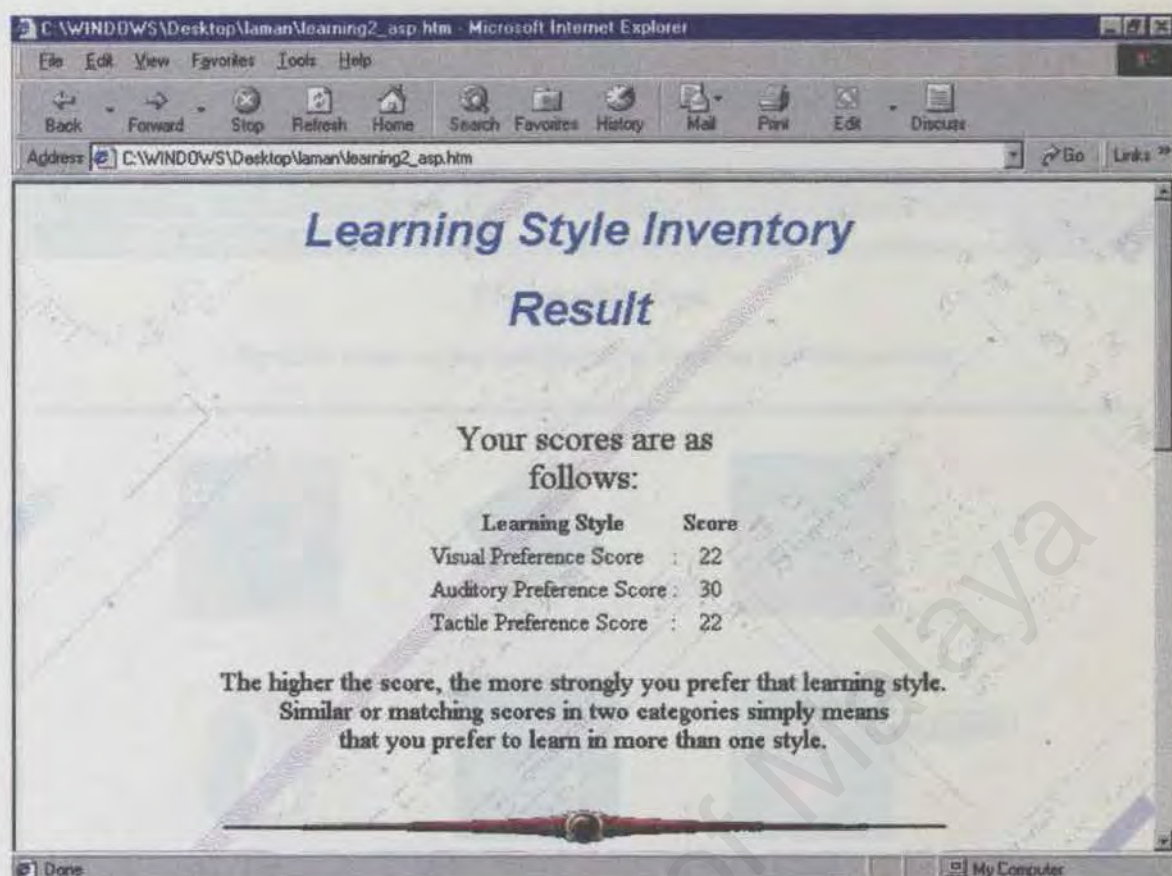 C:\WINDOWS\Desktop\laman\learning2_asp.htm - Microsoft Internet Explorer
File Edit View Favorites Tools Help
Back Forward Stop Refresh Home Search Favorites History Mail Print Edit Discuss
Address C:\WINDOWS\Desktop\laman\learning2_asp.htm Go Links »
Learning Style Inventory
Result
Your scores are as
follows:
Learning Style Score
Visual Preference Score : 22
Auditory Preference Score : 30
Tactile Preference Score : 22
The higher the score, the more strongly you prefer that learning style.
Similar or matching scores in two categories simply means
that you prefer to learn in more than one style.
of Malaya
Done My Computer